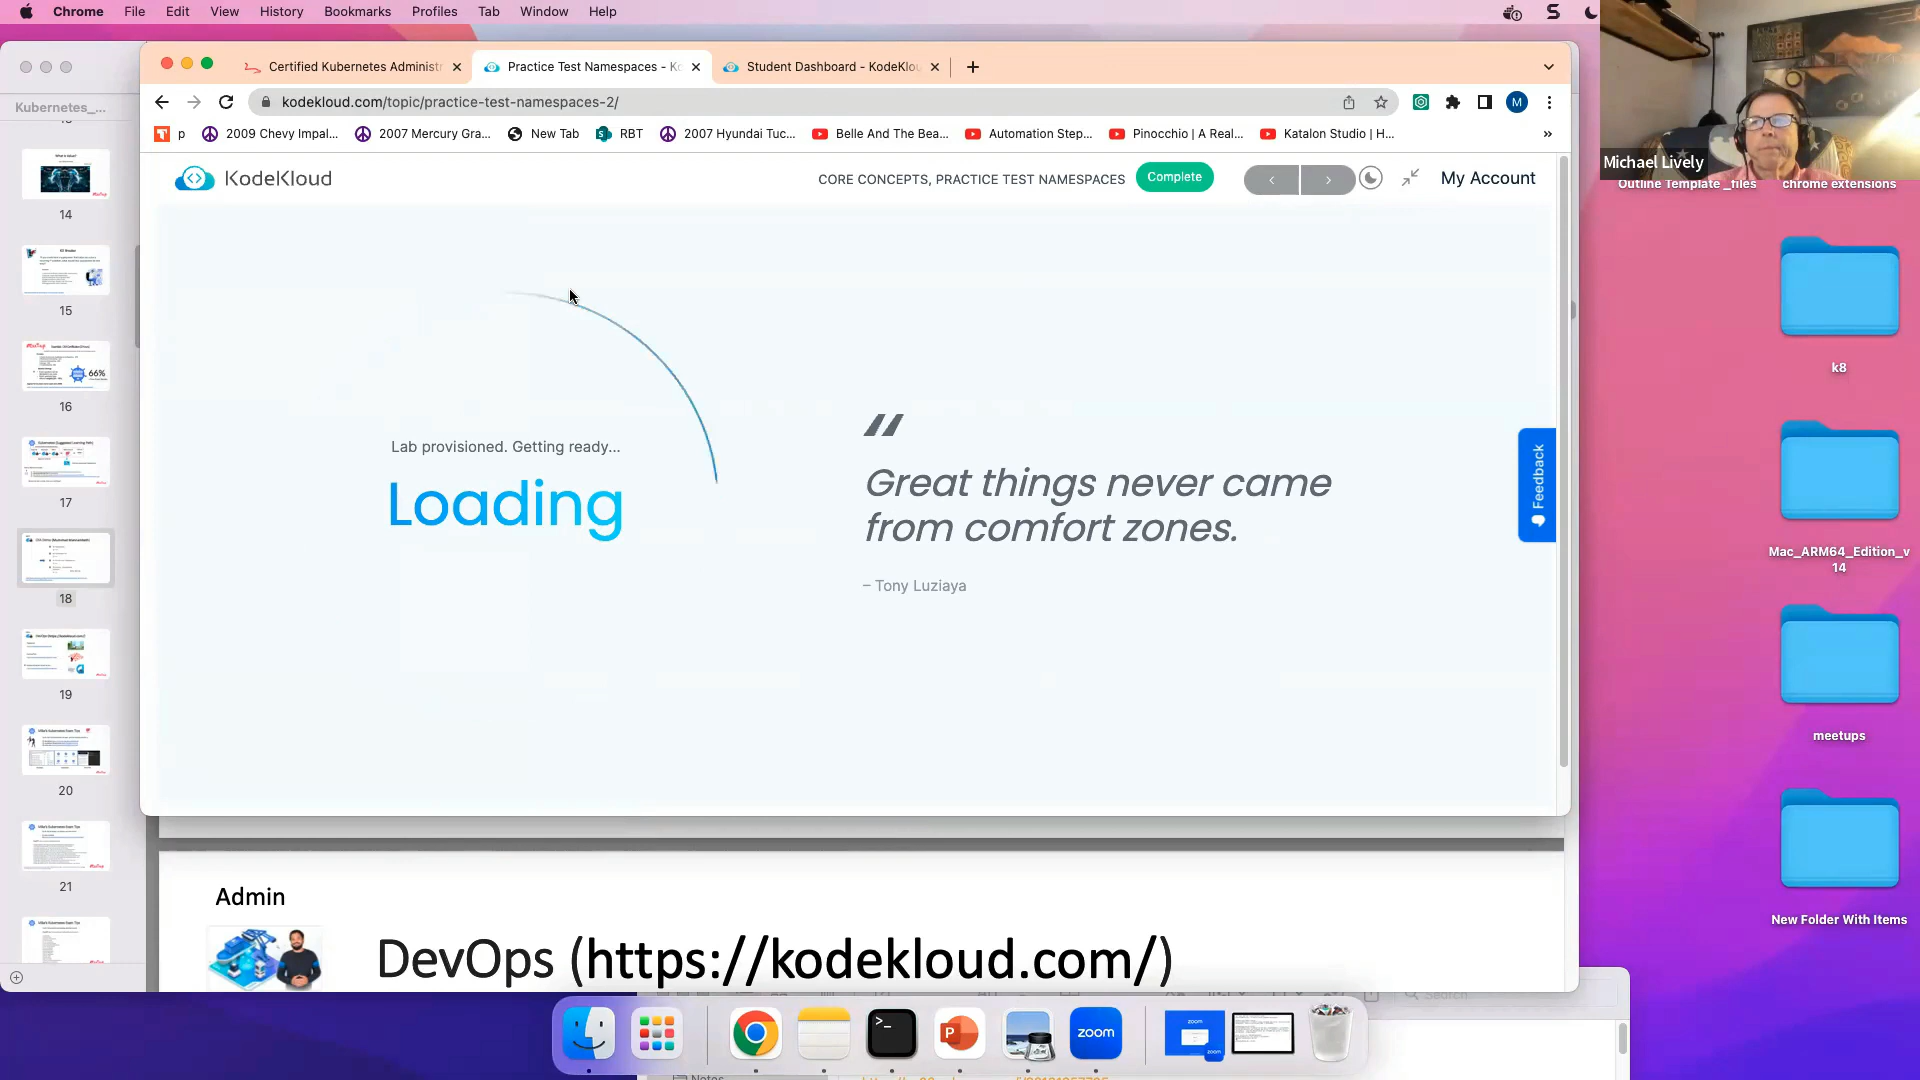 Chrome File Edit View History Bookmarks Profiles Tab Window Help
Certified Kubernetes Administr
Practice Test Namespaces - Ko
Student Dashboard - KodeKlou
kodekloud.com/topic/practice-test-namespaces-2/
M
p
2009 Chevy Impal...
2007 Mercury Gra...
New Tab
RBT
2007 Hyundai Tuc...
Belle And The Bea...
Automation Step...
Pinocchio | A Real...
Katalon Studio | H...
»
KodeKloud
CORE CONCEPTS, PRACTICE TEST NAMESPACES
Complete
My Account
Lab provisioned. Getting ready...
Loading
Great things never came
from comfort zones.
– Tony Luziaya
Feedback
Kubernetes_...
14
15
66%
16
17
18
19
20
21
Admin
DevOps (https://kodekloud.com/)
Search
Notes
zoom
Michael Lively
Outline Template _files
chrome extensions
k8
Mac_ARM64_Edition_v
14
meetups
New Folder With Items